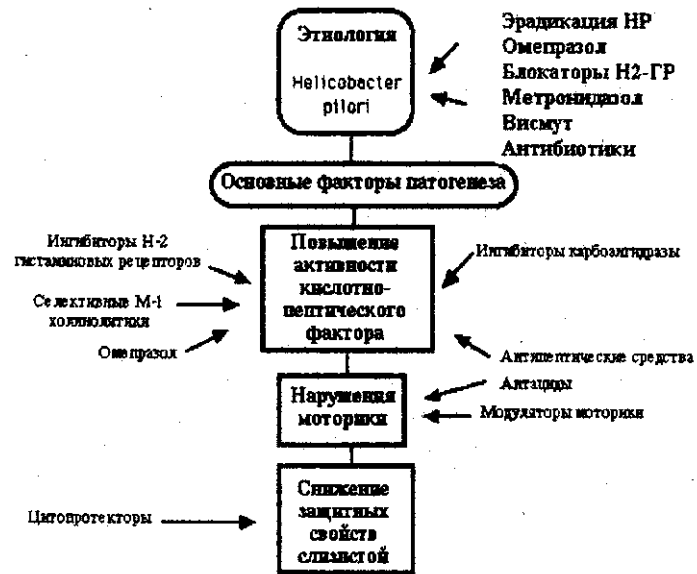 Этнология
Helicobacter
pilori
Эрадикация НР
Омепразол
Блокаторы Н2-ГР
Метронидазол
Висмут
Антибиотики
Основные факторы патогенеза
Ингибиторы Н-2
гистаминовых рецепторов
Селективные М-1
холинолитики
Омепразол
Повышение
активности
кислотно-
пептического
фактора
Ингибиторы карбоангидразы
Антипептические средства
Антациды
Модуляторы моторики
Нарушения
моторики
Цитопротекторы
Снижение
защитных
свойств
слизистой